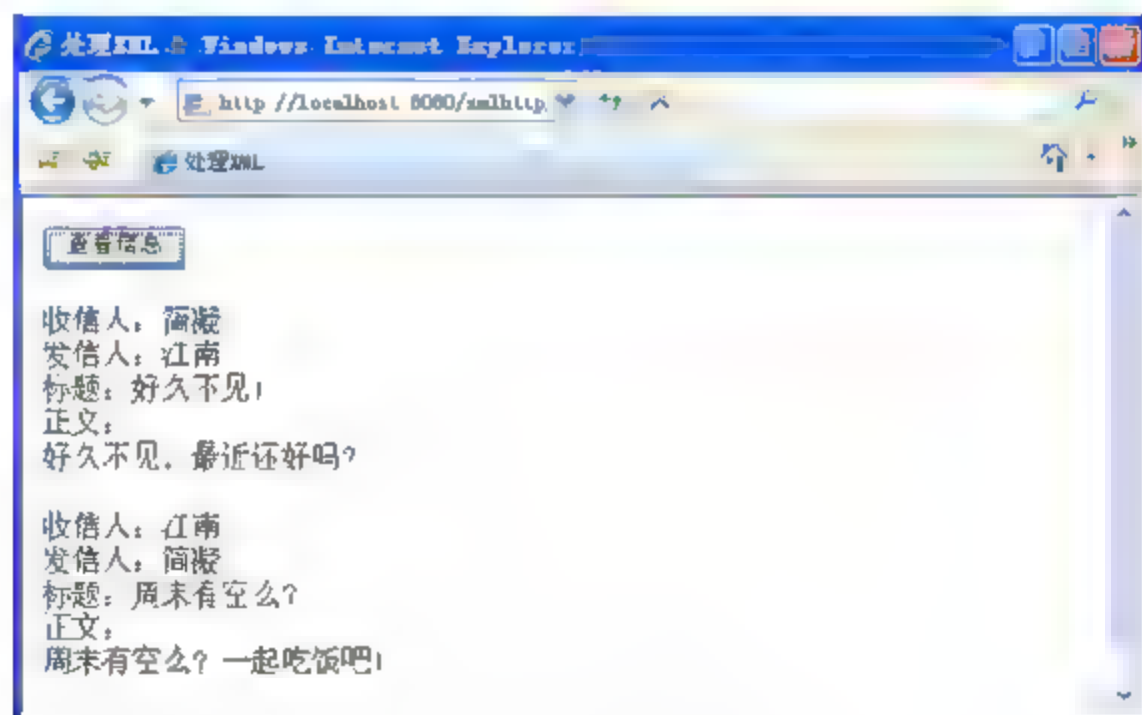 处理XML - Windows Internet Explorer
http://localhost:8080/xmlhttp
处理XML
查看信息
收信人：简凝
发信人：江南
标题：好久不见！
正文：
好久不见，最近还好吗？
收信人：江南
发信人：简凝
标题：周末有空么？
正文：
周末有空么？一起吃饭吧！